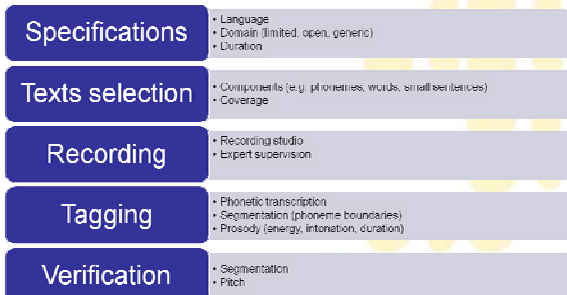 Specifications
• Language
• Domain (limited, open, generic)
• Duration
Texts selection
• Components (e.g. phonemes, words, small sentences)
• Coverage
Recording
• Recording studio
• Expert supervision
Tagging
• Phonetic transcription
• Segmentation (phoneme boundaries)
• Prosody (energy, intonation, duration)
Verification
• Segmentation
• Pitch